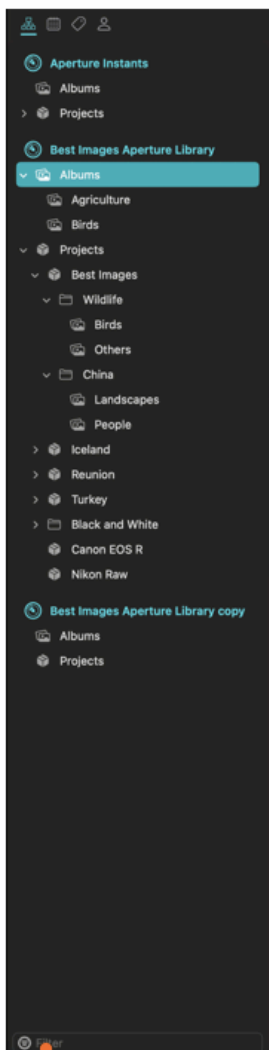 Aperture Instants
Albums
Projects
Best Images Aperture Library
Albums
Agriculture
Birds
Projects
Best Images
Wildlife
Birds
Others
China
Landscapes
People
Iceland
Reunion
Turkey
Black and White
Canon EOS R
Nikon Raw
Best Images Aperture Library copy
Albums
Projects
Filter